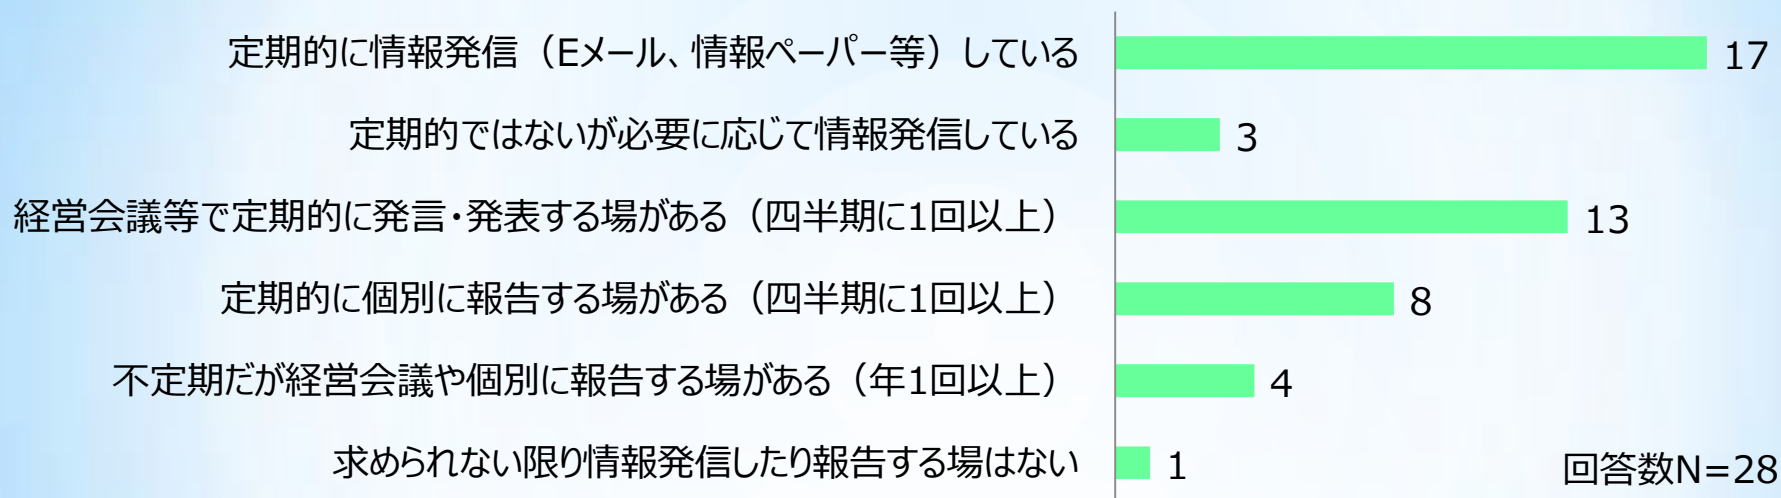 定期的に情報発信（Eメール、情報ペーパー等）している 17
定期的ではないが必要に応じて情報発信している 3
経営会議等で定期的に発言・発表する場がある（四半期に1回以上） 13
定期的に個別に報告する場がある（四半期に1回以上） 8
不定期だが経営会議や個別に報告する場がある（年1回以上） 4
求められない限り情報発信したり報告する場はない 1
回答数N=28